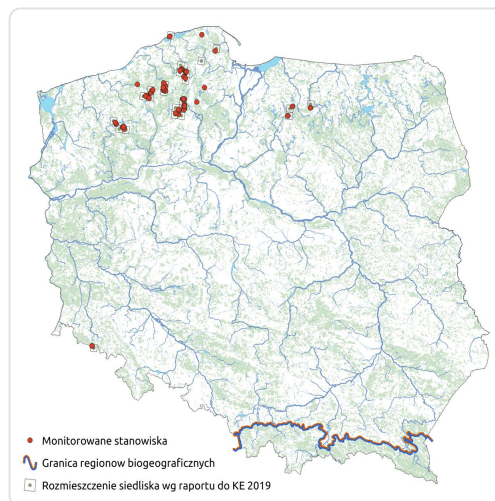 Monitorowane stanowiska
Granica regionow biogeograficznych
Rozmieszczenie siedliska wg raportu do KE 2019